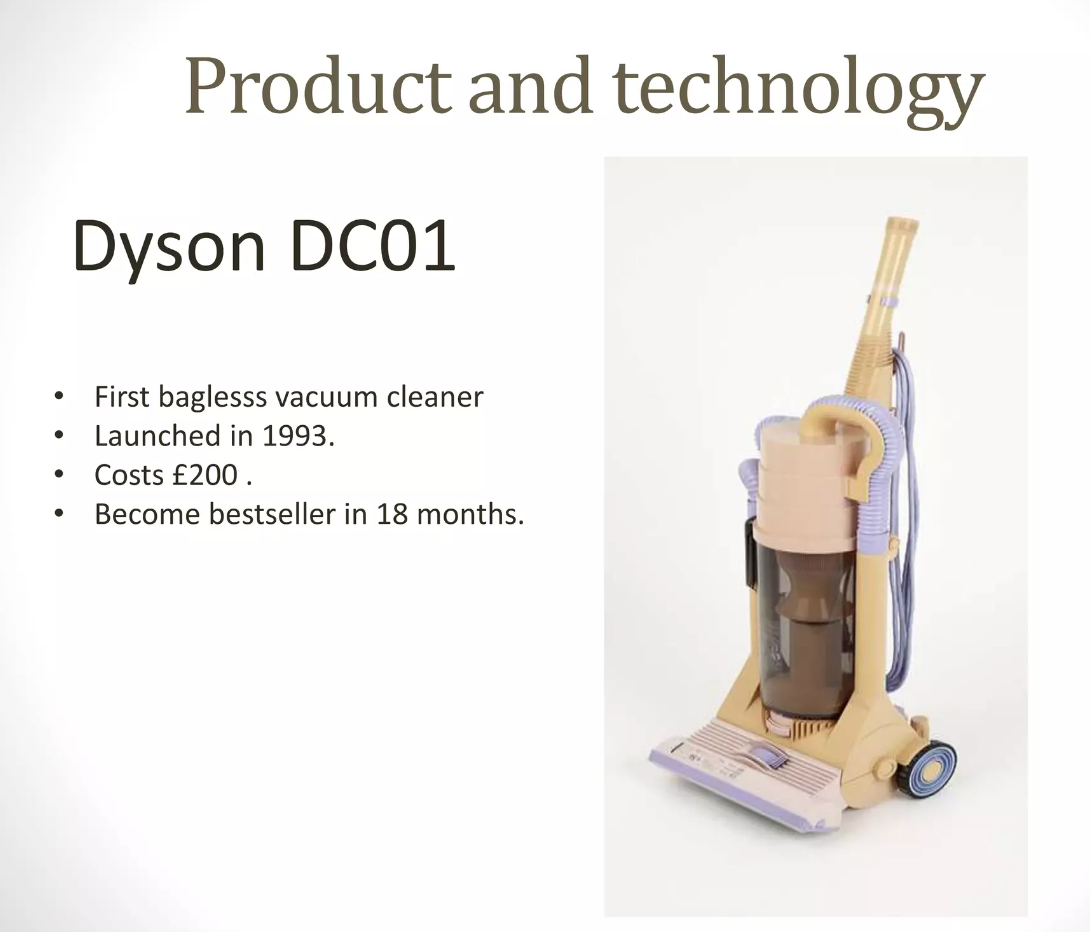 Product and technology
Dyson DC01
• First baglesss vacuum cleaner
• Launched in 1993.
• Costs £200 .
• Become bestseller in 18 months.